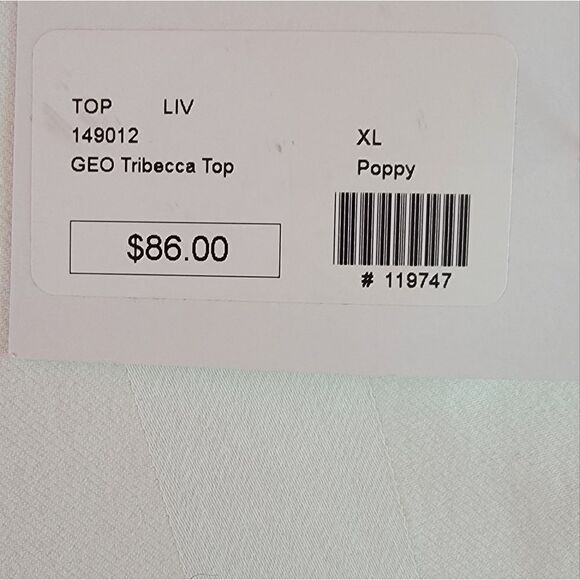 TOP LIV
149012
GEO Tribecca Top
XL
Poppy
$86.00
# 119747